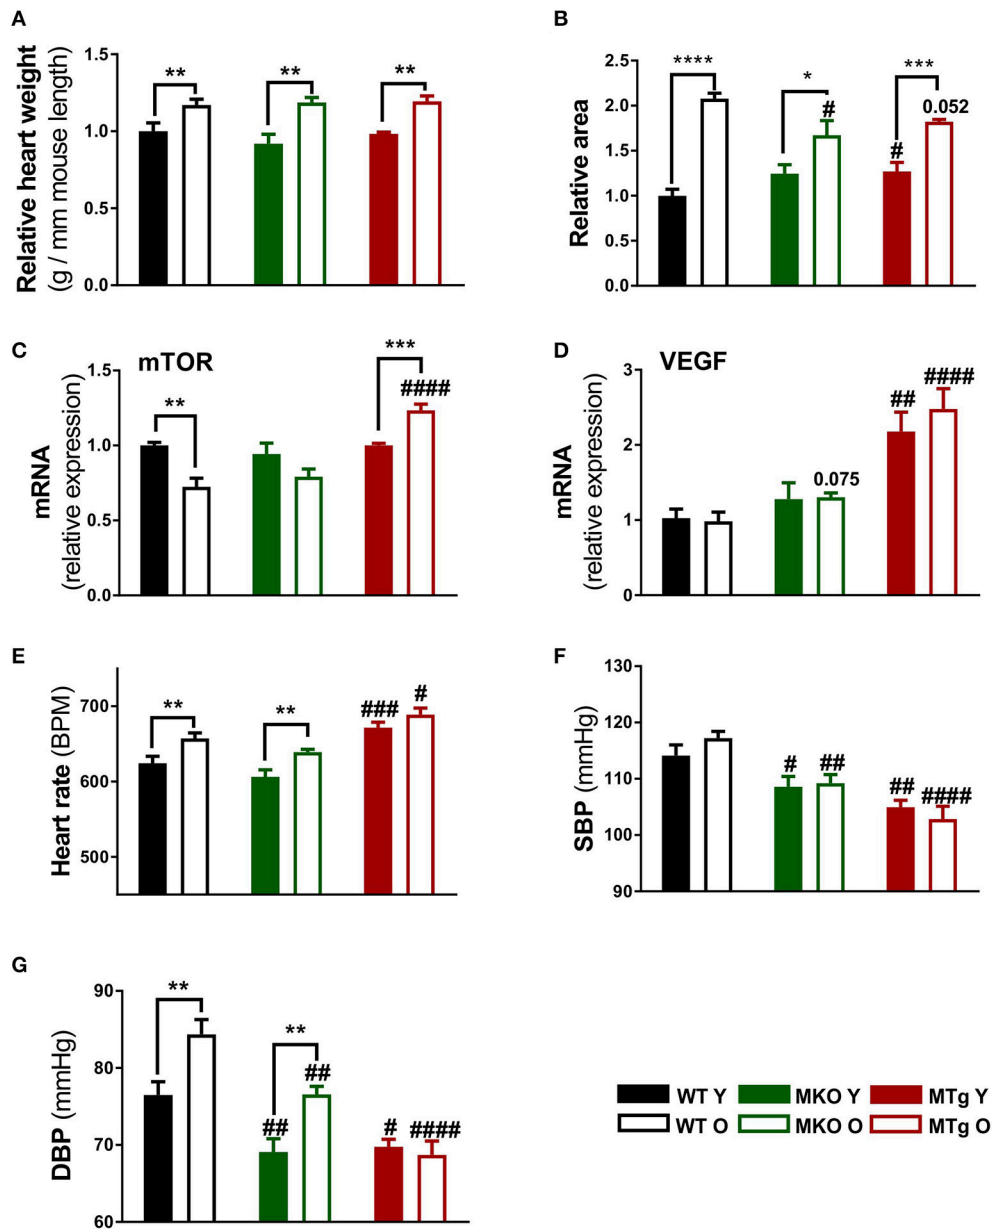 A
Relative heart weight
(g / mm mouse length)
1.5
1.0
0.5
0.0
** ** **
B
Relative area
2.5
2.0
1.5
1.0
0.5
0.0
**** * # *** # 0.052
C
mTOR
mRNA
(relative expression)
1.5
1.0
0.5
0.0
** *** ####
D
VEGF
mRNA
(relative expression)
3
2
1
0
0.075 ## ####
E
Heart rate (BPM)
700
600
500
** ** ### #
F
SBP (mmHg)
130
120
110
100
90
# ## ## ####
G
DBP (mmHg)
90
80
70
60
** ## ** ## # ####
WT Y MKO Y MTg Y
WT O MKO O MTg O